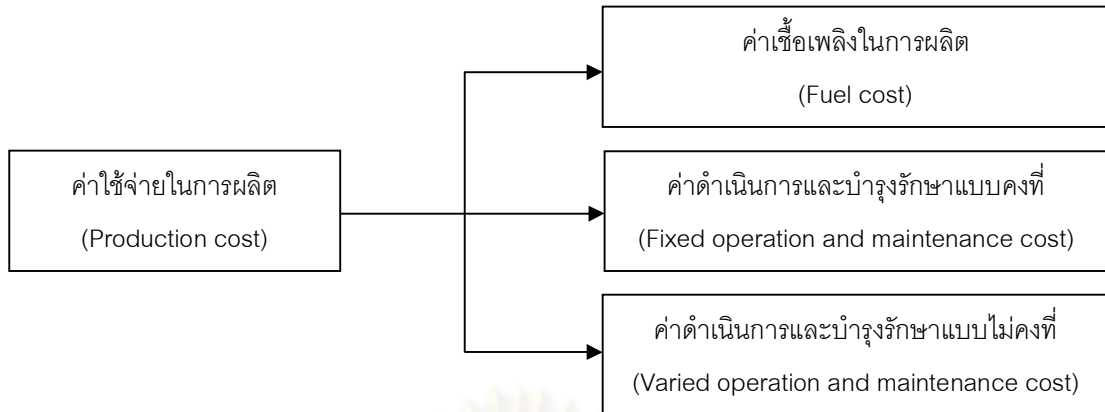 ค่าเชื้อเพลิงในการผลิต
(Fuel cost)
ค่าใช้จ่ายในการผลิต
(Production cost)
ค่าดำเนินการและบำรุงรักษาแบบคงที่
(Fixed operation and maintenance cost)
ค่าดำเนินการและบำรุงรักษาแบบไม่คงที่
(Varied operation and maintenance cost)